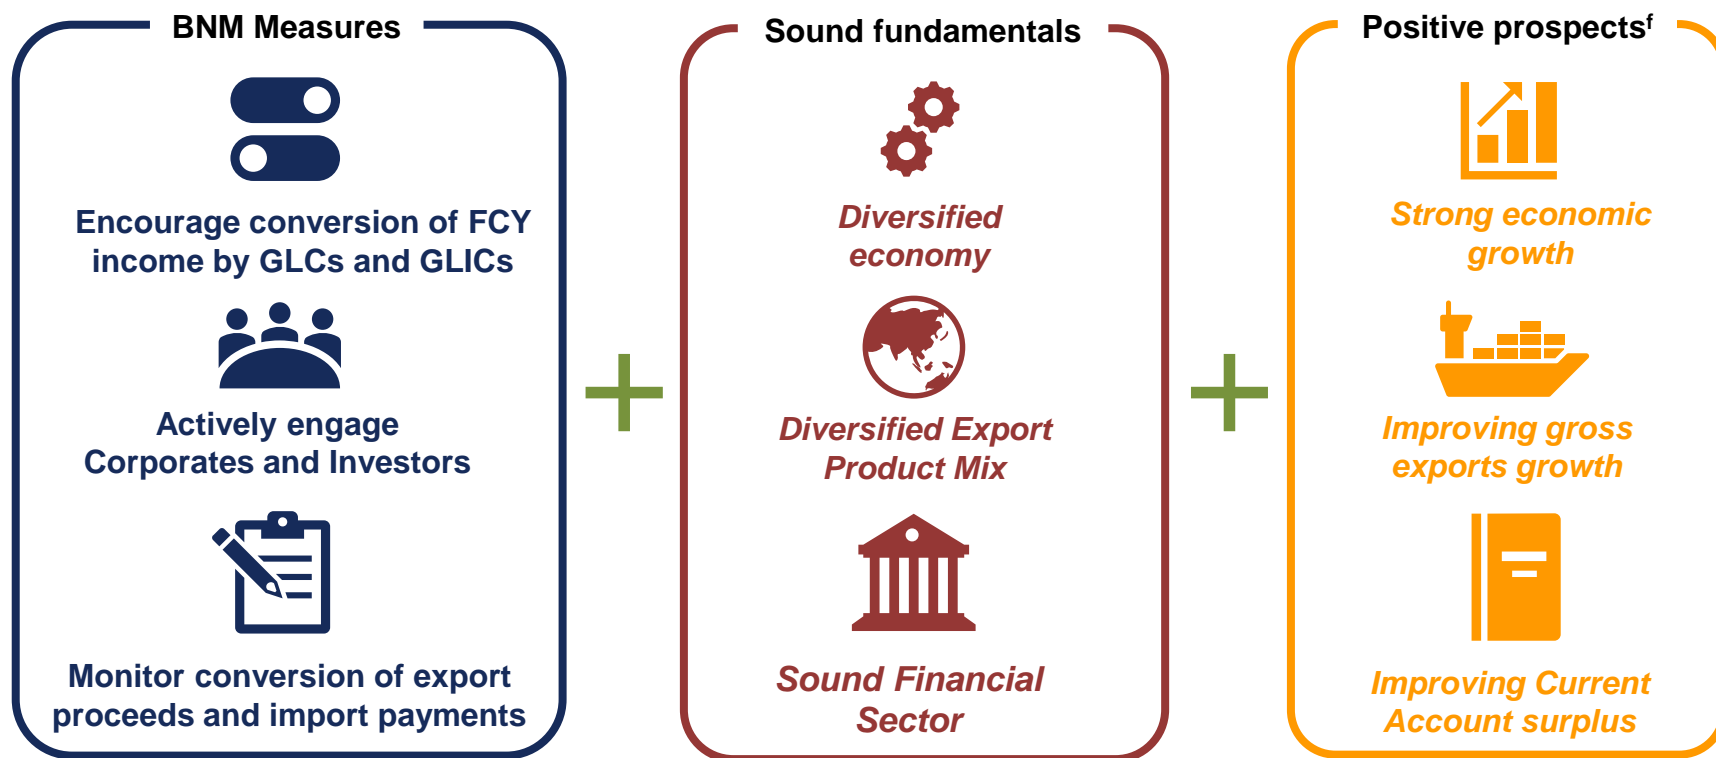 BNM Measures
Encourage conversion of FCY
income by GLCs and GLICs
Actively engage
Corporates and Investors
Monitor conversion of export
proceeds and import payments
Sound fundamentals
Diversified
economy
Diversified Export
Product Mix
Sound Financial
Sector
Positive prospectsᶠ
Strong economic
growth
Improving gross
exports growth
Improving Current
Account surplus